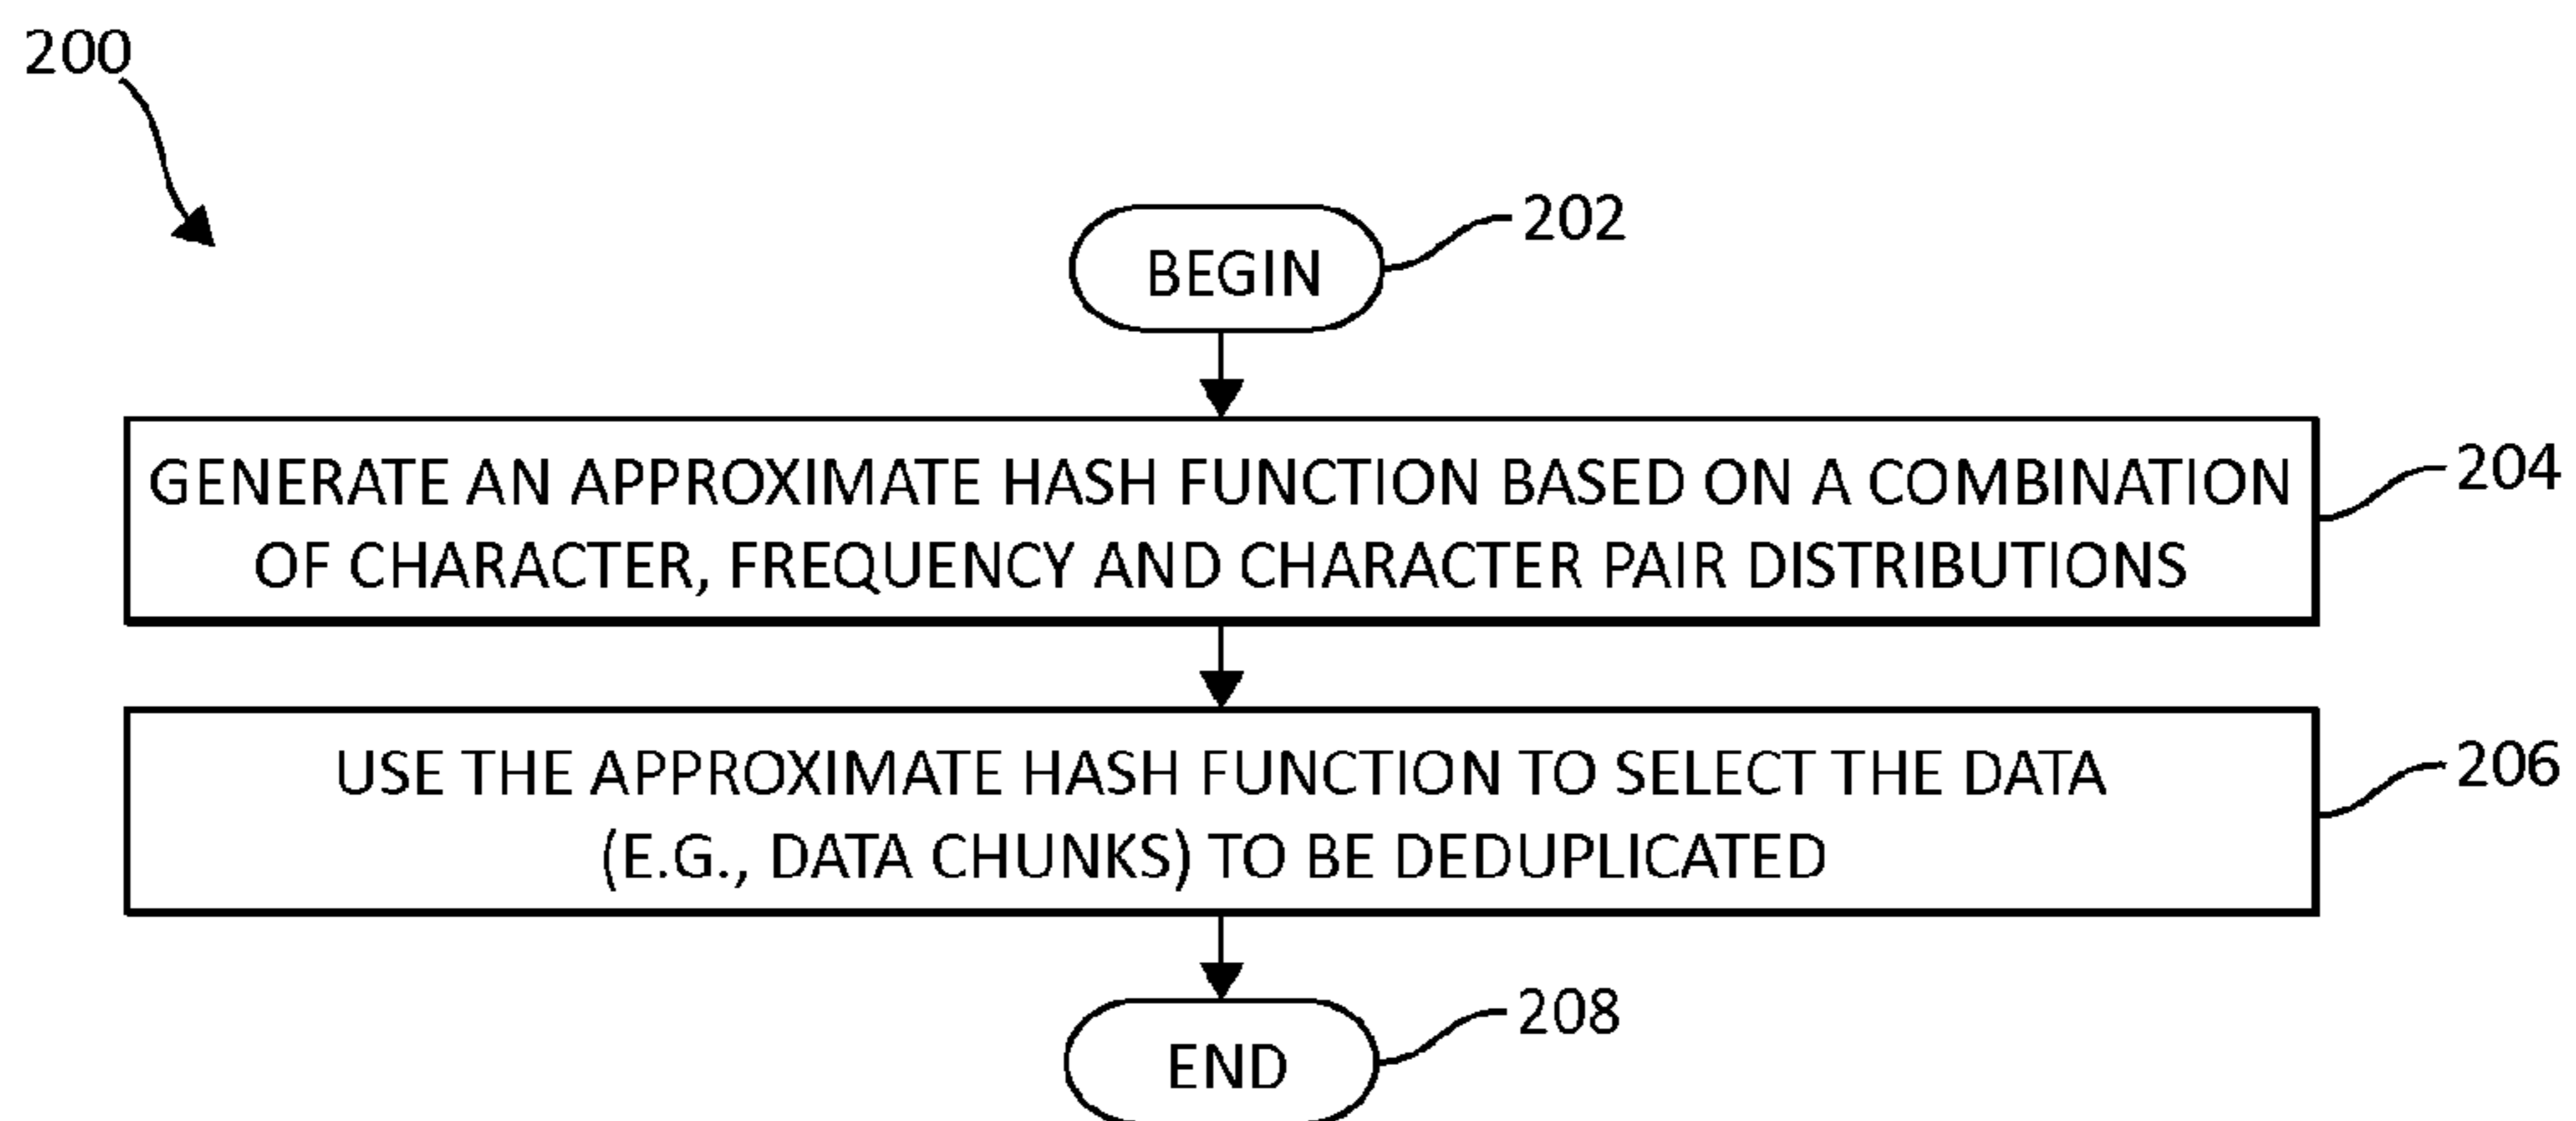 200
BEGIN
202
GENERATE AN APPROXIMATE HASH FUNCTION BASED ON A COMBINATION
OF CHARACTER, FREQUENCY AND CHARACTER PAIR DISTRIBUTIONS
204
USE THE APPROXIMATE HASH FUNCTION TO SELECT THE DATA
(E.G., DATA CHUNKS) TO BE DEDUPLICATED
206
END
208